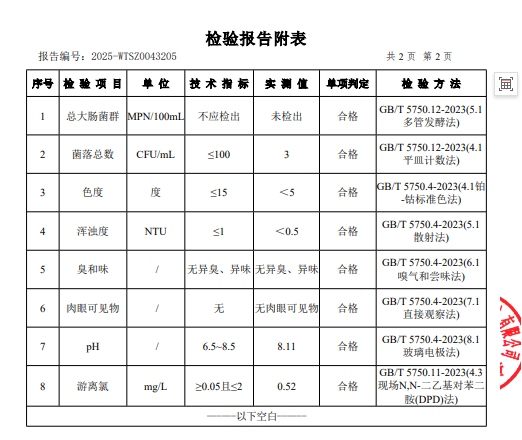 检验报告附表
报告编号：2025-WTSZ0043205 共 2 页 第 2 页
序号 检 验 项 目 单 位 技 术 指 标 实 测 值 单项判定 检 验 方 法
1 总大肠菌群 MPN/100mL 不应检出 未检出 合格 GB/T 5750.12-2023(5.1
多管发酵法)
2 菌落总数 CFU/mL ≤100 3 合格 GB/T 5750.12-2023(4.1
平皿计数法)
3 色度 度 ≤15 ＜5 合格 GB/T 5750.4-2023(4.1铂
-钴标准色法)
4 浑浊度 NTU ≤1 ＜0.5 合格 GB/T 5750.4-2023(5.1
散射法)
5 臭和味 / 无异臭、异味 无异臭、异味 合格 GB/T 5750.4-2023(6.1
嗅气和尝味法)
6 肉眼可见物 / 无 无肉眼可见物 合格 GB/T 5750.4-2023(7.1
直接观察法)
7 pH / 6.5~8.5 8.11 合格 GB/T 5750.4-2023(8.1
玻璃电极法)
8 游离氯 mg/L ≥0.05且≤2 0.52 合格 GB/T 5750.11-2023(4.3
现场N,N-二乙基对苯二
胺(DPD)法)
———以下空白———
有限公司